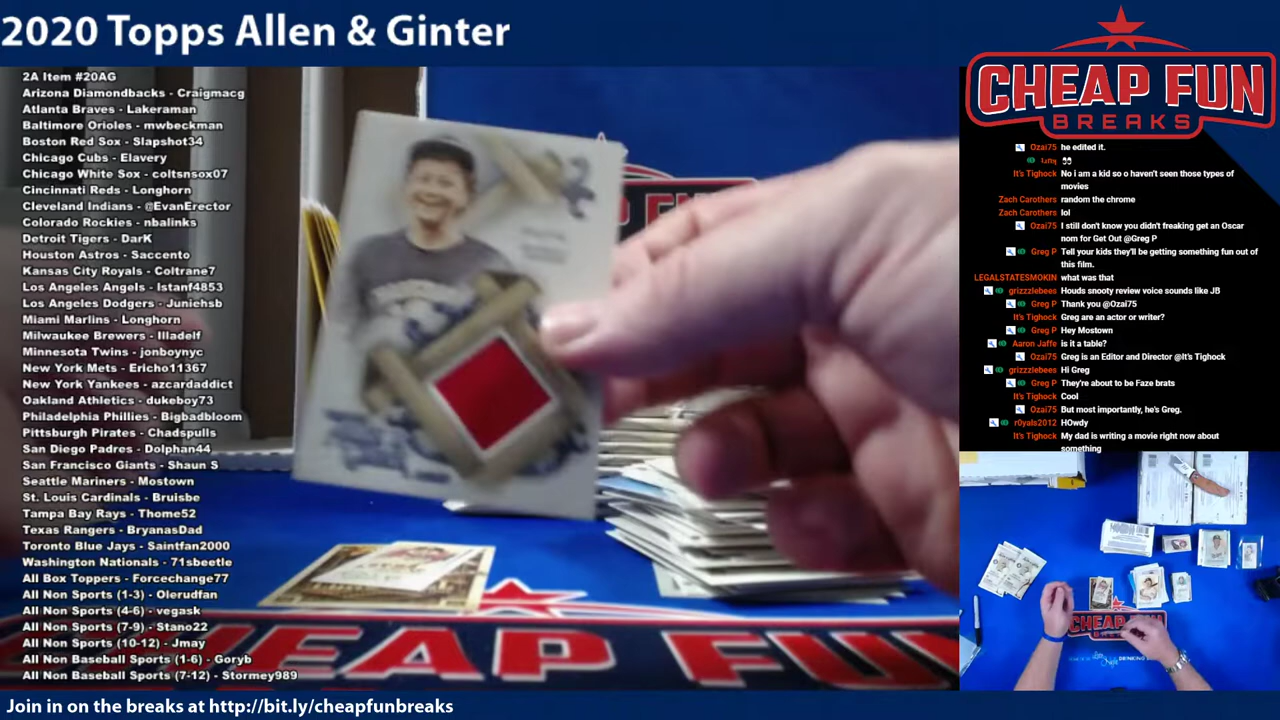 2020 Topps Allen & Ginter
2A Item #20AG
Arizona Diamondbacks - Craigmacg
Atlanta Braves - Lakeraman
Baltimore Orioles - mwbeckman
Boston Red Sox - Slapshot34
Chicago Cubs - Elavery
Chicago White Sox - coltsnsox07
Cincinnati Reds - Longhorn
Cleveland Indians - @EvanErector
Colorado Rockies - nbalinks
Detroit Tigers - DarK
Houston Astros - Saccento
Kansas City Royals - Coltrane7
Los Angeles Angels - Istanf4853
Los Angeles Dodgers - Juniehsb
Miami Marlins - Longhorn
Milwaukee Brewers - Illadelf
Minnesota Twins - jonboynyc
New York Mets - Ericho11367
New York Yankees - azcardaddict
Oakland Athletics - dukeboy73
Philadelphia Phillies - Bigbadbloom
Pittsburgh Pirates - Chadspulls
San Diego Padres - Dolphan44
San Francisco Giants - Shaun S
Seattle Mariners - Mostown
St. Louis Cardinals - Bruisbe
Tampa Bay Rays - Thome52
Texas Rangers - BryanasDad
Toronto Blue Jays - Saintfan2000
Washington Nationals - 71sbeetle
All Box Toppers - Forcechange77
All Non Sports (1-3) - Olerudfan
All Non Sports (4-6) - vegask
All Non Sports (7-9) - Stano22
All Non Sports (10-12) - Jmay
All Non Baseball Sports (1-6) - Goryb
All Non Baseball Sports (7-12) - Stormey989
CHEAP FUN
CHEAP FUN
BREAKS
Ozai75 he edited it.
It's Tighock No i am a kid so o haven't seen those types of
movies
Zach Carothers random the chrome
Zach Carothers lol
Ozai75 I still don't know you didn't freaking get an Oscar
nom for Get Out @Greg P
Greg P Tell your kids they'll be getting something fun out of
this film.
LEGALSTATESMOKIN what was that
grizzzlebees Houds snooty review voice sounds like JB
Greg P Thank you @Ozai75
It's Tighock Greg are an actor or writer?
Greg P Hey Mostown
Aaron Jaffe is it a table?
Ozai75 Greg is an Editor and Director @It's Tighock
grizzzlebees Hi Greg
Greg P They're about to be Faze brats
It's Tighock Cool
Ozai75 But most importantly, he's Greg.
r0yals2012 HOwdy
It's Tighock My dad is writing a movie right now about
something
CHEAP FUN
BREAKS
Join in on the breaks at http://bit.ly/cheapfunbreaks